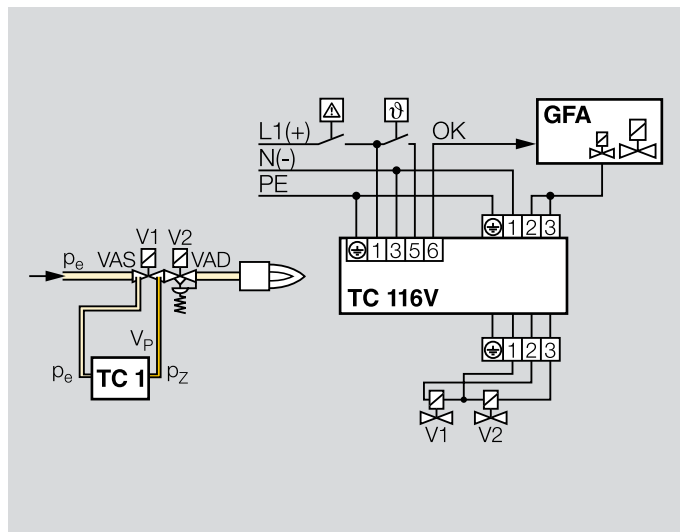 GFA
L1(+)
ϑ
OK
N(-)
PE
1 2 3
1 3 5 6
TC 116V
V1 V2
pe VAS VAD
VP
pe TC 1 pZ
1 2 3
V1 V2